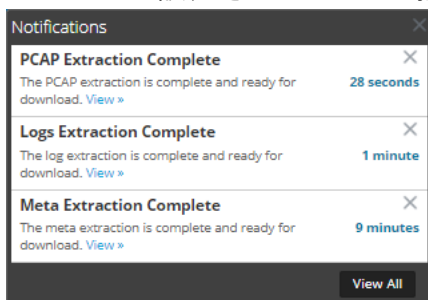 Notifications
PCAP Extraction Complete
The PCAP extraction is complete and ready for
download. View »
28 seconds
Logs Extraction Complete
The log extraction is complete and ready for
download. View »
1 minute
Meta Extraction Complete
The meta extraction is complete and ready for
download. View »
9 minutes
View All